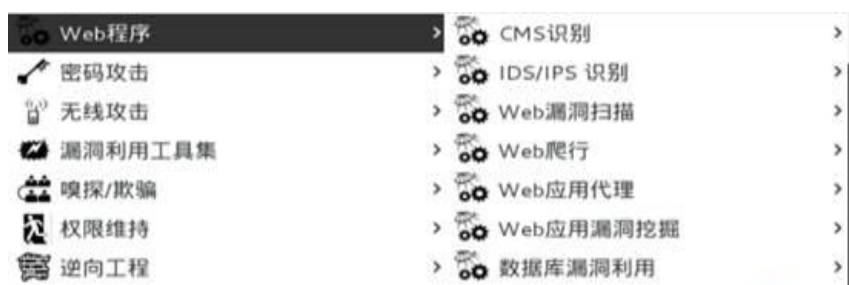 Web程序
密码攻击
无线攻击
漏洞利用工具集
嗅探/欺骗
权限维持
逆向工程
CMS识别
IDS/IPS 识别
Web漏洞扫描
Web爬行
Web应用代理
Web应用漏洞挖掘
数据库漏洞利用